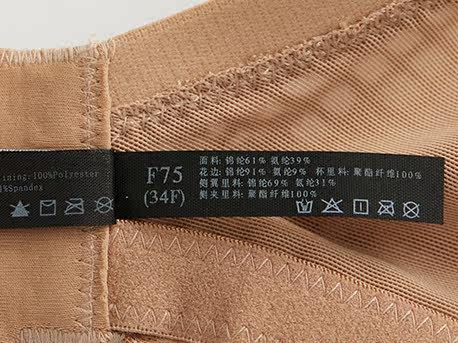 ining:100%Polyester
1%Spandex
F75
(34F)
面料: 锦纶61% 氨纶39%
花边: 锦纶91% 氨纶9% 杯里料: 聚酯纤维100%
侧翼里料: 锦纶69% 氨纶31%
侧夹里料: 聚酯纤维100%